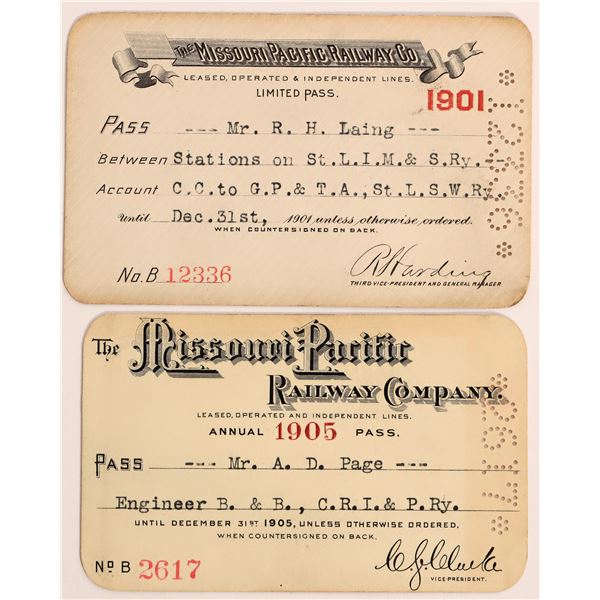 THE MISSOURI PACIFIC RAILWAY CO.
LEASED, OPERATED & INDEPENDENT LINES.
LIMITED PASS.
1901
PASS --- Mr. R. H. Laing ---
Between Stations on St.L.I.M.& S.Ry. --
Account C.C.to G.P.& T.A.,St.L.S.W.Ry.
Until Dec.31st, 1901 unless otherwise ordered.
WHEN COUNTERSIGNED ON BACK.
No. B 12336
R Harding
THIRD VICE-PRESIDENT AND GENERAL MANAGER
The Missouri Pacific
RAILWAY COMPANY.
LEASED, OPERATED AND INDEPENDENT LINES.
ANNUAL 1905 PASS.
PASS --- Mr. A. D. Page ---
Engineer B. & B., C.R.I.& P.Ry.
UNTIL DECEMBER 31ST 1905, UNLESS OTHERWISE ORDERED.
WHEN COUNTERSIGNED ON BACK.
No B 2617
VICE-PRESIDENT.